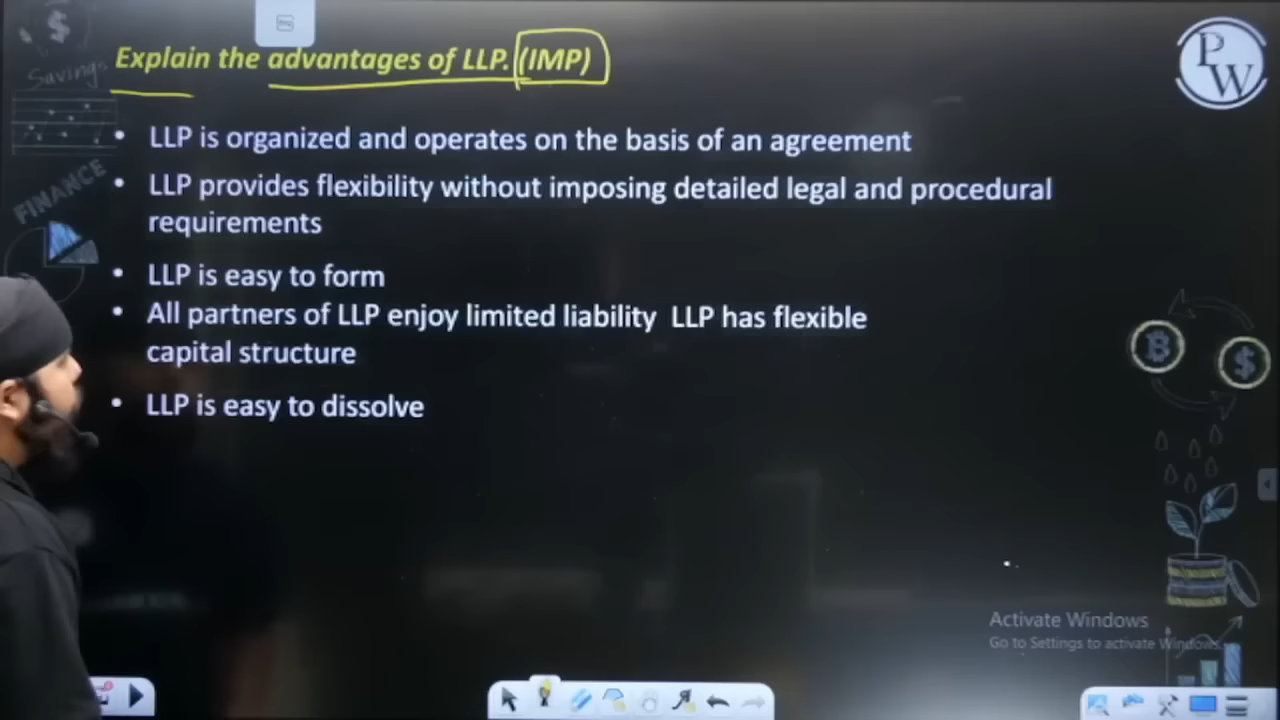 Explain the advantages of LLP. (IMP)
• LLP is organized and operates on the basis of an agreement
• LLP provides flexibility without imposing detailed legal and procedural
requirements
• LLP is easy to form
• All partners of LLP enjoy limited liability LLP has flexible
capital structure
• LLP is easy to dissolve
Savings
FINANCE
P
W
B
$
$
Activate Windows
Go to Settings to activate Windows.